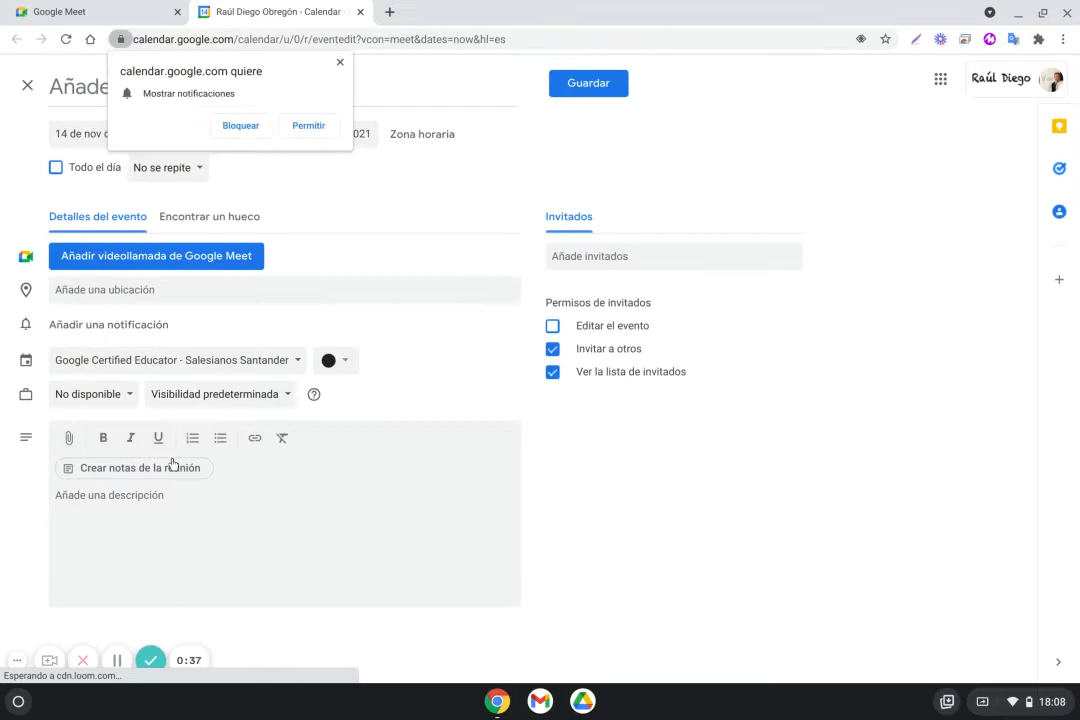 Google Meet
Raúl Diego Obregón - Calendar
calendar.google.com/calendar/u/0/r/eventedit?vcon=meet&dates=now&hl=es
calendar.google.com quiere
Mostrar notificaciones
Bloquear
Permitir
Añade
Guardar
Raúl Diego
14 de nov
2021
Zona horaria
Todo el día
No se repite
Detalles del evento
Encontrar un hueco
Invitados
Añadir videollamada de Google Meet
Añade invitados
Añade una ubicación
Permisos de invitados
Añadir una notificación
Editar el evento
Invitar a otros
Google Certified Educator - Salesianos Santander
Ver la lista de invitados
No disponible
Visibilidad predeterminada
B I U
Crear notas de la reunión
Añade una descripción
0:37
Esperando a cdn.loom.com...
18:08